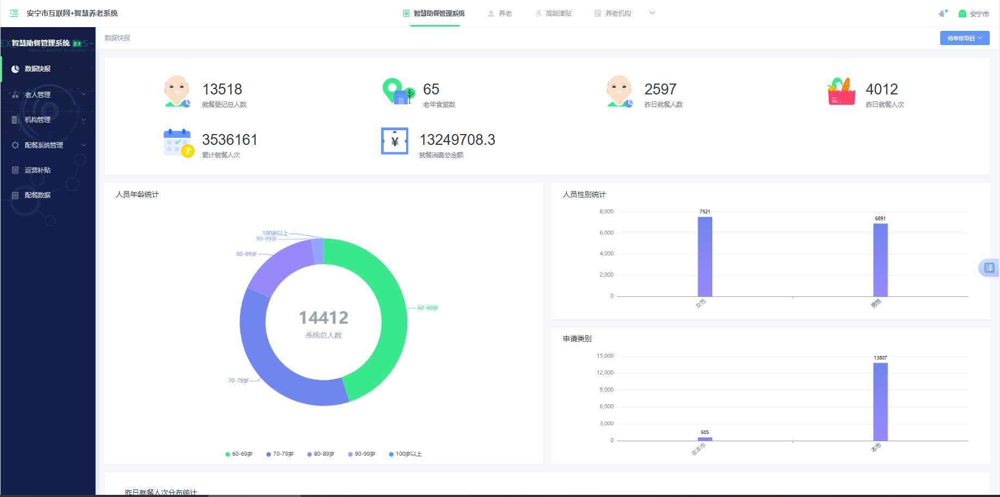 安宁市互联网+智慧养老系统
智慧助餐管理系统
养老
高龄津贴
养老机构
安宁市
智慧助餐管理系统 2.1
数据快报
老人管理
机构管理
配餐系统管理
运营补贴
配餐数据
数据快报
待审核项目
13518
就餐登记总人数
65
老年食堂数
2597
昨日就餐人数
4012
昨日就餐人次
3536161
累计就餐人次
¥
13249708.3
就餐消费总金额
人员年龄统计
100岁以上
90-99岁
80-89岁
60-69岁
70-79岁
14412
系统总人数
60-69岁
70-79岁
80-89岁
90-99岁
100岁以上
人员性别统计
8,000
6,000
4,000
2,000
0
7521
6891
女性
男性
译
申请类别
15,000
12,000
9,000
6,000
3,000
0
605
13807
非本市
本市
昨日就餐人次分布统计